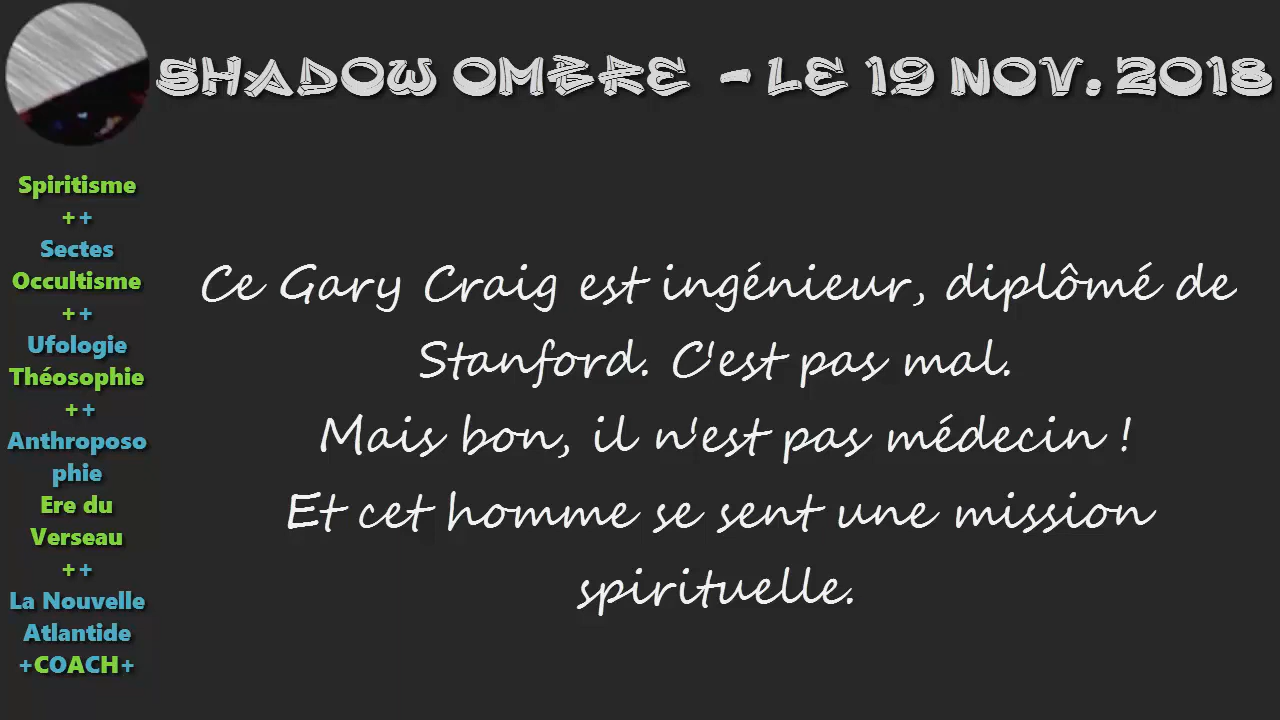 SHADOW OMBRE - LE 19 NOV. 2018
Spiritisme
++
Sectes
Occultisme
++
Ufologie
Théosophie
++
Anthroposo
phie
Ere du
Verseau
++
La Nouvelle
Atlantide
+COACH+
Ce Gary Craig est ingénieur, diplômé de
Stanford. C'est pas mal.
Mais bon, il n'est pas médecin !
Et cet homme se sent une mission
spirituelle.